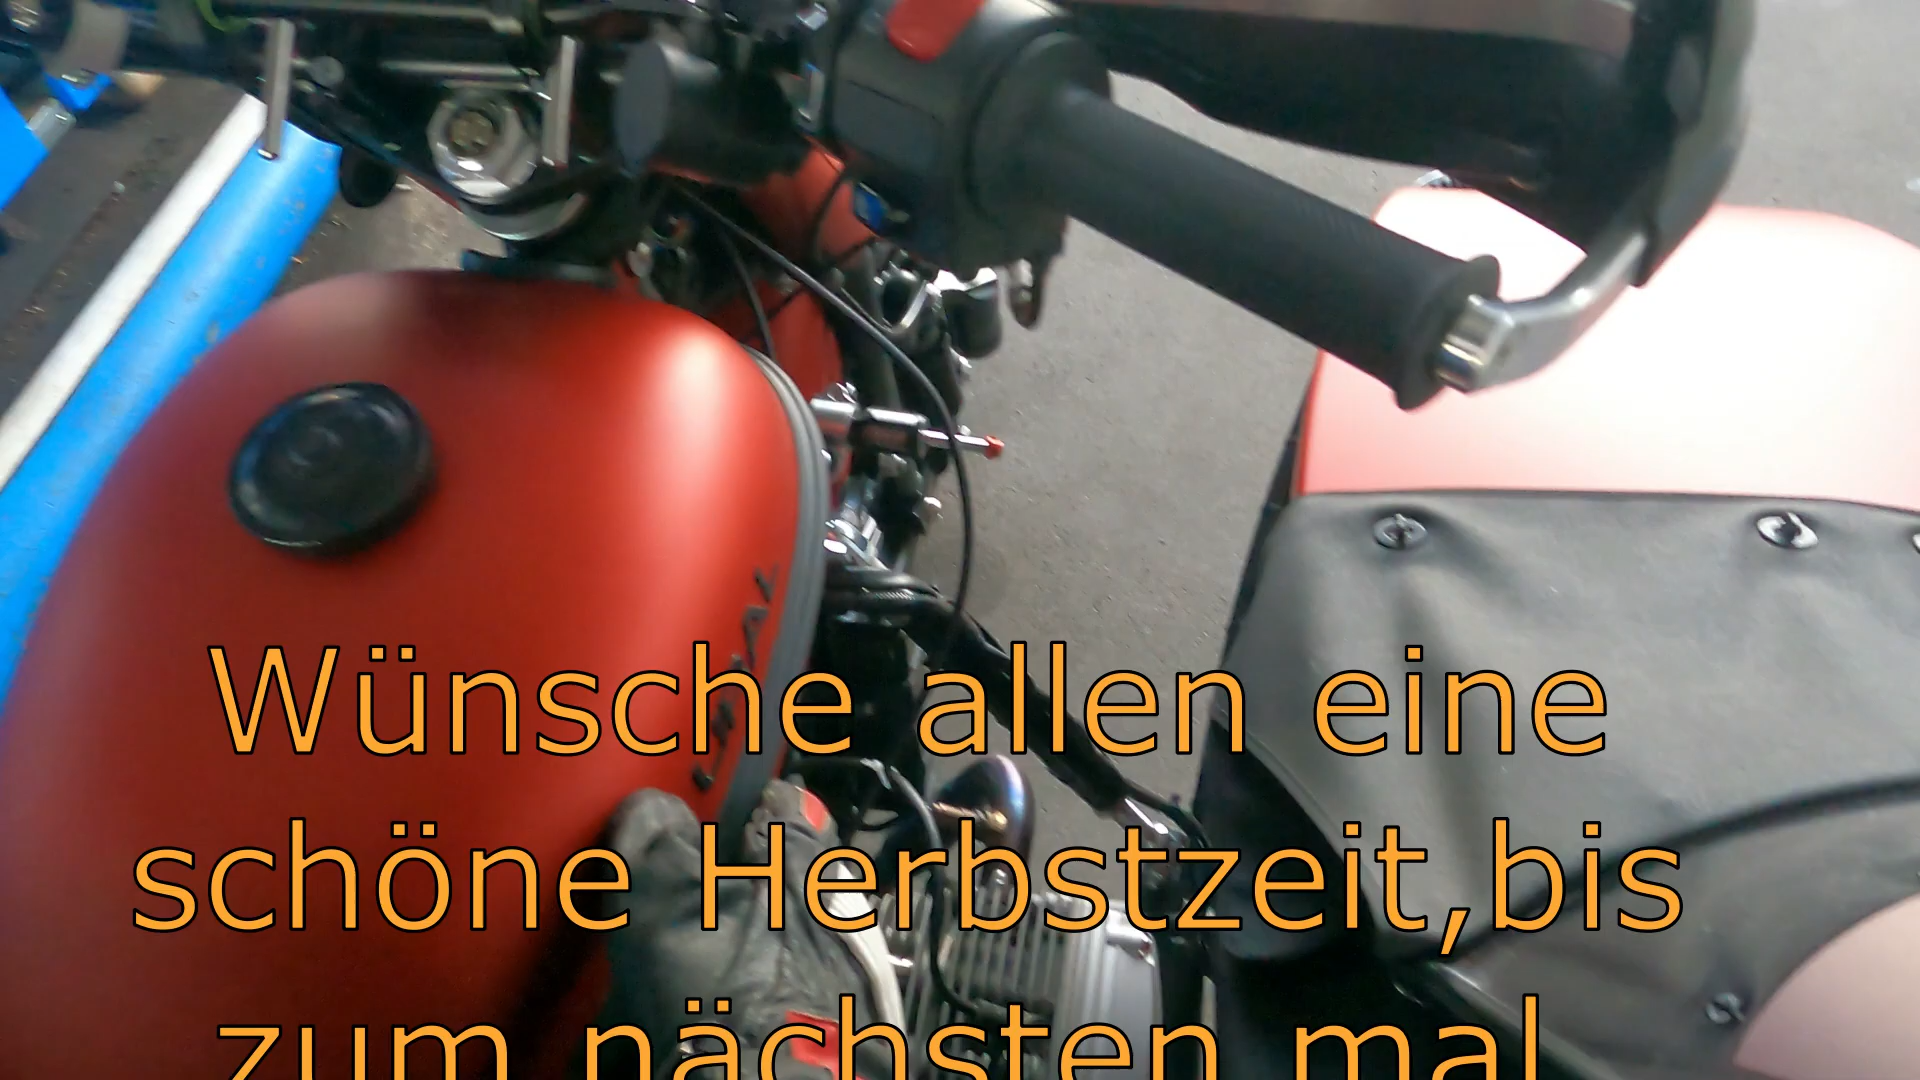 Wünsche allen eine
schöne Herbstzeit,bis
zum nächsten mal